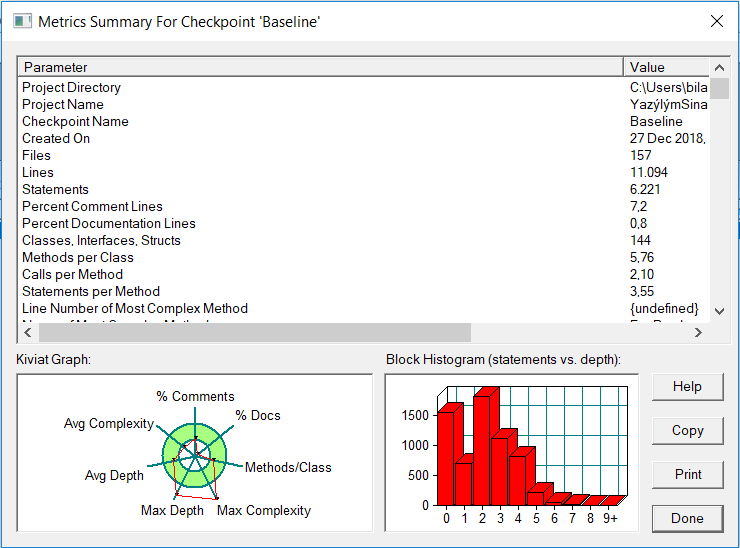 Metrics Summary For Checkpoint 'Baseline'
Parameter Value
Project Directory C:\Users\bila
Project Name YazýlýmSina
Checkpoint Name Baseline
Created On 27 Dec 2018,
Files 157
Lines 11.094
Statements 6.221
Percent Comment Lines 7,2
Percent Documentation Lines 0,8
Classes, Interfaces, Structs 144
Methods per Class 5,76
Calls per Method 2,10
Statements per Method 3,55
Line Number of Most Complex Method {undefined}
Kiviat Graph:
% Comments
% Docs
Avg Complexity
Methods/Class
Avg Depth
Max Depth
Max Complexity
Block Histogram (statements vs. depth):
1500
1000
500
0
0 1 2 3 4 5 6 7 8 9+
Help
Copy
Print
Done